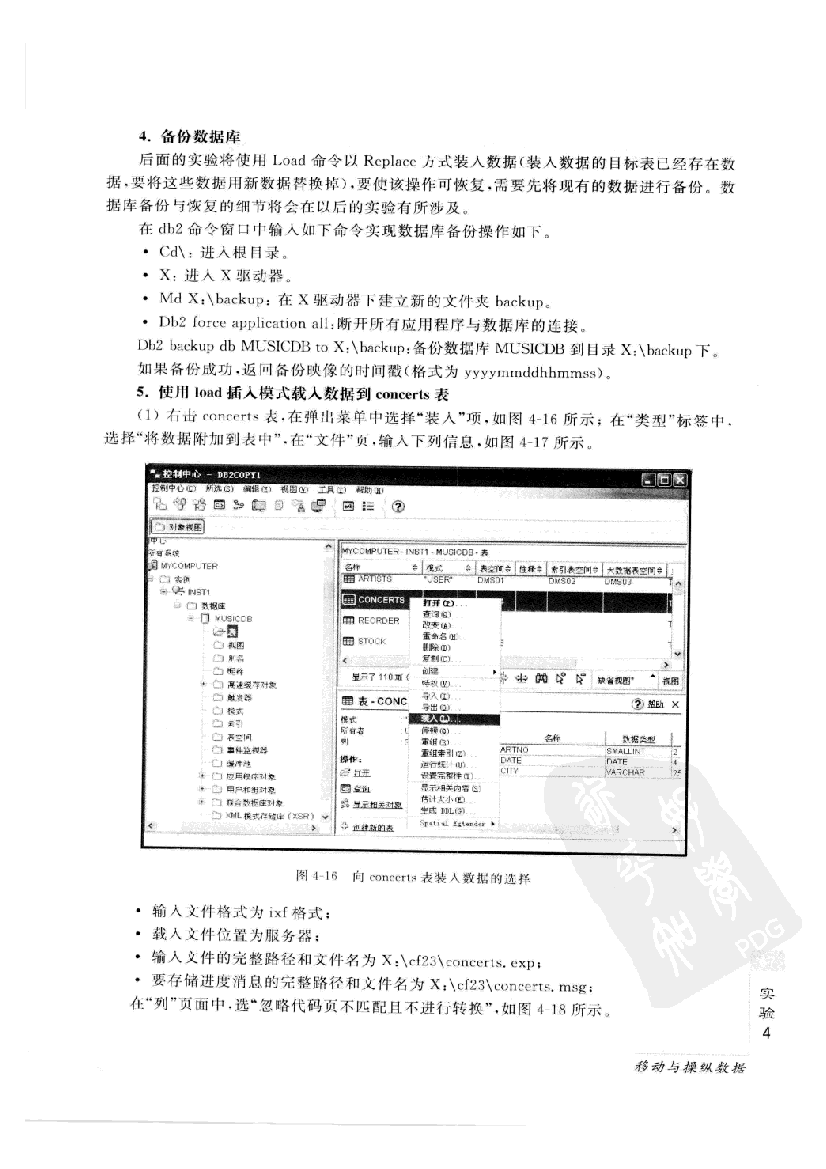 4. 备份数据库
后面的实验将使用 Load 命令以 Replace 方式装入数据(装入数据的目标表已经存在数
据,要将这些数据用新数据替换掉),要使该操作可恢复,需要先将现有的数据进行备份。数
据库备份与恢复的细节将会在以后的实验有所涉及。
在 db2 命令窗口中输入如下命令实现数据库备份操作如下。
• Cd\: 进入根目录。
• X: 进入 X 驱动器。
• Md X:\backup: 在 X 驱动器下建立新的文件夹 backup。
• Db2 force application all:断开所有应用程序与数据库的连接。
Db2 backup db MUSICDB to X:\backup:备份数据库 MUSICDB 到目录 X:\backup 下。
如果备份成功,返回备份映像的时间戳(格式为 yyyymmddhhmmss)。
5. 使用 load 插入模式载入数据到 concerts 表
(1) 右击 concerts 表,在弹出菜单中选择“装入”项,如图 4-16 所示; 在“类型”标签中,
选择“将数据附加到表中”,在“文件”页,输入下列信息,如图 4-17 所示。
控制中心 - DB2COPY1
控制中心(C) 所选(S) 编辑(E) 视图(V) 工具(T) 帮助(H)
对象视图
所有系统
MYCOMPUTER
实例
INST1
数据库
MUSICDB
表
视图
别名
昵称
高速缓存对象
触发器
模式
索引
表空间
事件监视器
缓冲池
应用程序对象
用户和组对象
联合数据库对象
XML 模式存储库 (XSR)
MYCOMPUTER - INST1 - MUSICDB - 表
名称 模式 表空间 注释 索引表空间 大数据表空间
ARTISTS "USER" DMS01 DMS02 DMS03
CONCERTS
RECRDER
STOCK
显示了 110 页
缺省视图* 视图
打开(Z)...
查询(Q)
改变(A)
重命名(N)
删除(D)
复制(C)...
创建
特权(V)...
导入(I)...
导出(O)...
装入(L)...
重组(G)...
重组索引(Z)...
运行统计(U)...
设置完整性(I)...
显示相关内容(S)
估计大小(E)...
生成 DDL(G)...
Spatial Extender
表 - CONC
帮助 X
模式
所有者
列
操作:
打开
查询
显示相关对象
创建新的表
名称 数据类型
ARTNO SMALLIN 2
DATE DATE 4
CITY VARCHAR 25
图 4-16 向 concerts 表装入数据的选择
• 输入文件格式为 ixf 格式;
• 载入文件位置为服务器;
• 输入文件的完整路径和文件名为 X:\cf23\concerts.exp;
• 要存储进度消息的完整路径和文件名为 X:\cf23\concerts.msg;
在“列”页面中,选“忽略代码页不匹配且不进行转换”,如图 4-18 所示。
PDG
实
验
4
移动与操纵数据